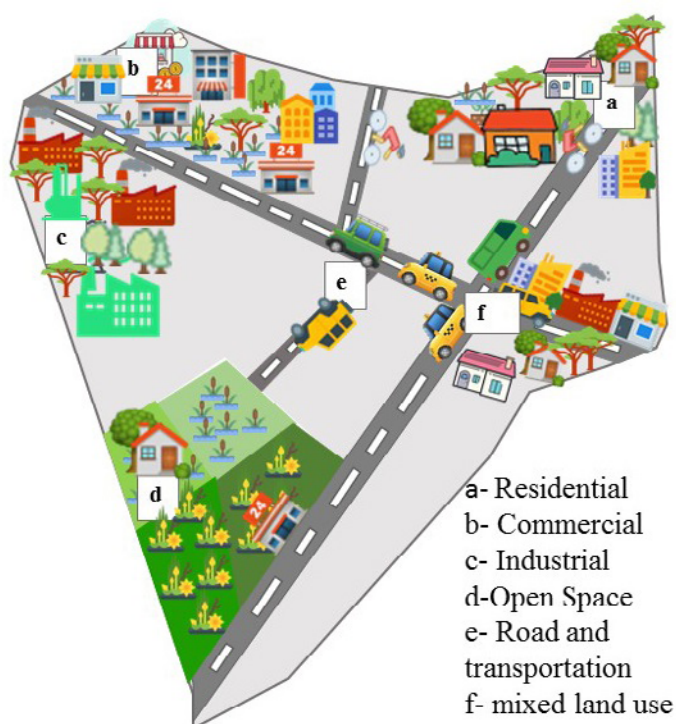 b
24
a
24
c
e
f
d
24
a- Residential
b- Commercial
c- Industrial
d-Open Space
e- Road and
transportation
f- mixed land use